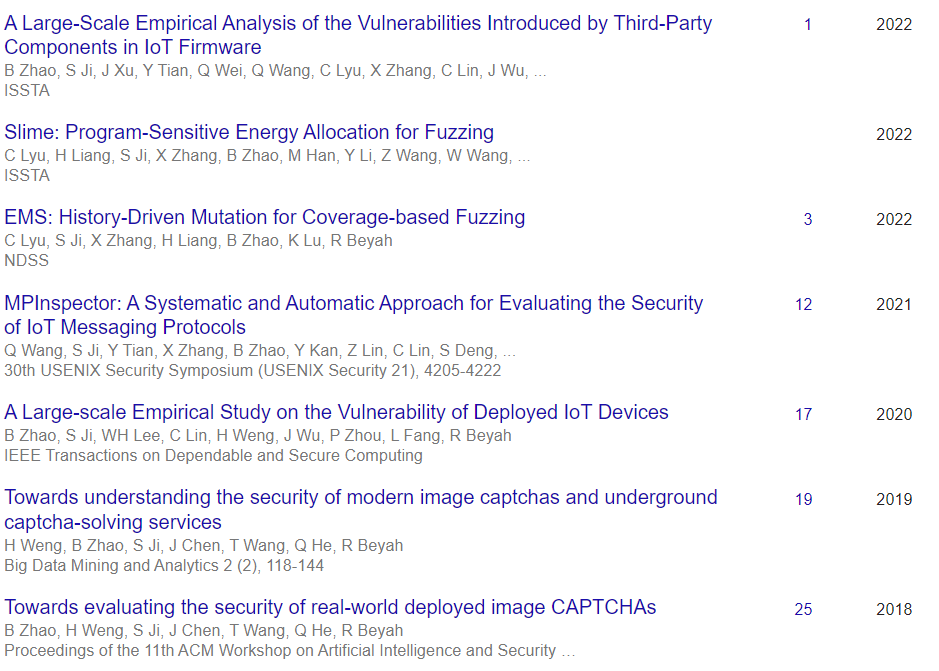 A Large-Scale Empirical Analysis of the Vulnerabilities Introduced by Third-Party 1 2022
Components in IoT Firmware
B Zhao, S Ji, J Xu, Y Tian, Q Wei, Q Wang, C Lyu, X Zhang, C Lin, J Wu, ...
ISSTA
Slime: Program-Sensitive Energy Allocation for Fuzzing 2022
C Lyu, H Liang, S Ji, X Zhang, B Zhao, M Han, Y Li, Z Wang, W Wang, ...
ISSTA
EMS: History-Driven Mutation for Coverage-based Fuzzing 3 2022
C Lyu, S Ji, X Zhang, H Liang, B Zhao, K Lu, R Beyah
NDSS
MPInspector: A Systematic and Automatic Approach for Evaluating the Security 12 2021
of IoT Messaging Protocols
Q Wang, S Ji, Y Tian, X Zhang, B Zhao, Y Kan, Z Lin, C Lin, S Deng, ...
30th USENIX Security Symposium (USENIX Security 21), 4205-4222
A Large-scale Empirical Study on the Vulnerability of Deployed IoT Devices 17 2020
B Zhao, S Ji, WH Lee, C Lin, H Weng, J Wu, P Zhou, L Fang, R Beyah
IEEE Transactions on Dependable and Secure Computing
Towards understanding the security of modern image captchas and underground 19 2019
captcha-solving services
H Weng, B Zhao, S Ji, J Chen, T Wang, Q He, R Beyah
Big Data Mining and Analytics 2 (2), 118-144
Towards evaluating the security of real-world deployed image CAPTCHAs 25 2018
B Zhao, H Weng, S Ji, J Chen, T Wang, Q He, R Beyah
Proceedings of the 11th ACM Workshop on Artificial Intelligence and Security ...